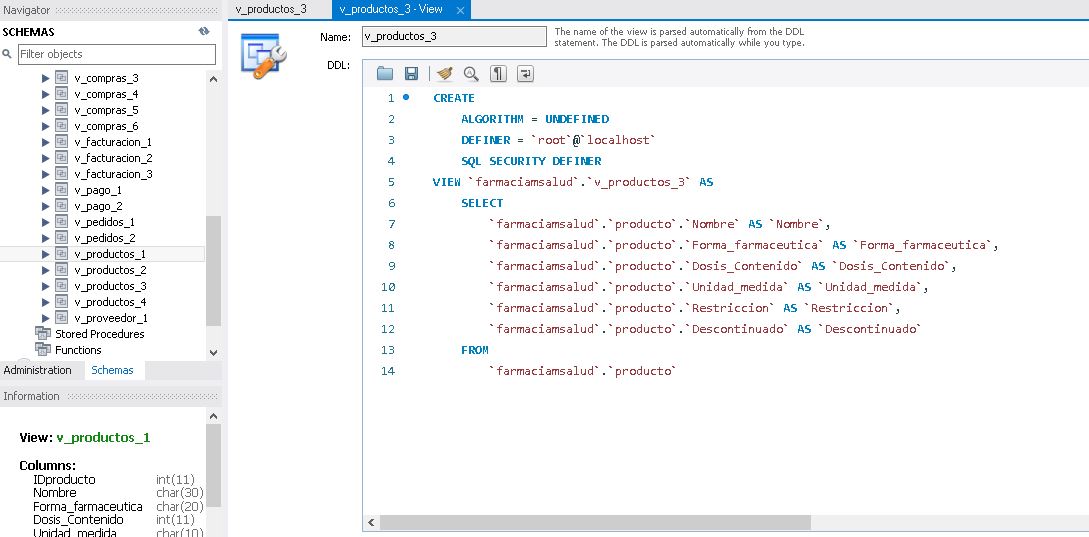 Navigator
SCHEMAS
Filter objects
v_compras_3
v_compras_4
v_compras_5
v_compras_6
v_facturacion_1
v_facturacion_2
v_facturacion_3
v_pago_1
v_pago_2
v_pedidos_1
v_pedidos_2
v_productos_1
v_productos_2
v_productos_3
v_productos_4
v_proveedor_1
Stored Procedures
Functions
Administration Schemas
Information
View: v_productos_1
Columns:
IDproducto int(11)
Nombre char(30)
Forma_farmaceutica char(20)
Dosis_Contenido int(11)
Unidad_medida char(10)
v_productos_3 v_productos_3 - View ×
Name: v_productos_3
The name of the view is parsed automatically from the DDL
statement. The DDL is parsed automatically while you type.
DDL:
1 CREATE
2 ALGORITHM = UNDEFINED
3 DEFINER = `root`@`localhost`
4 SQL SECURITY DEFINER
5 VIEW `farmaciamsalud`.`v_productos_3` AS
6 SELECT
7 `farmaciamsalud`.`producto`.`Nombre` AS `Nombre`,
8 `farmaciamsalud`.`producto`.`Forma_farmaceutica` AS `Forma_farmaceutica`,
9 `farmaciamsalud`.`producto`.`Dosis_Contenido` AS `Dosis_Contenido`,
10 `farmaciamsalud`.`producto`.`Unidad_medida` AS `Unidad_medida`,
11 `farmaciamsalud`.`producto`.`Restriccion` AS `Restriccion`,
12 `farmaciamsalud`.`producto`.`Descontinuado` AS `Descontinuado`
13 FROM
14 `farmaciamsalud`.`producto`